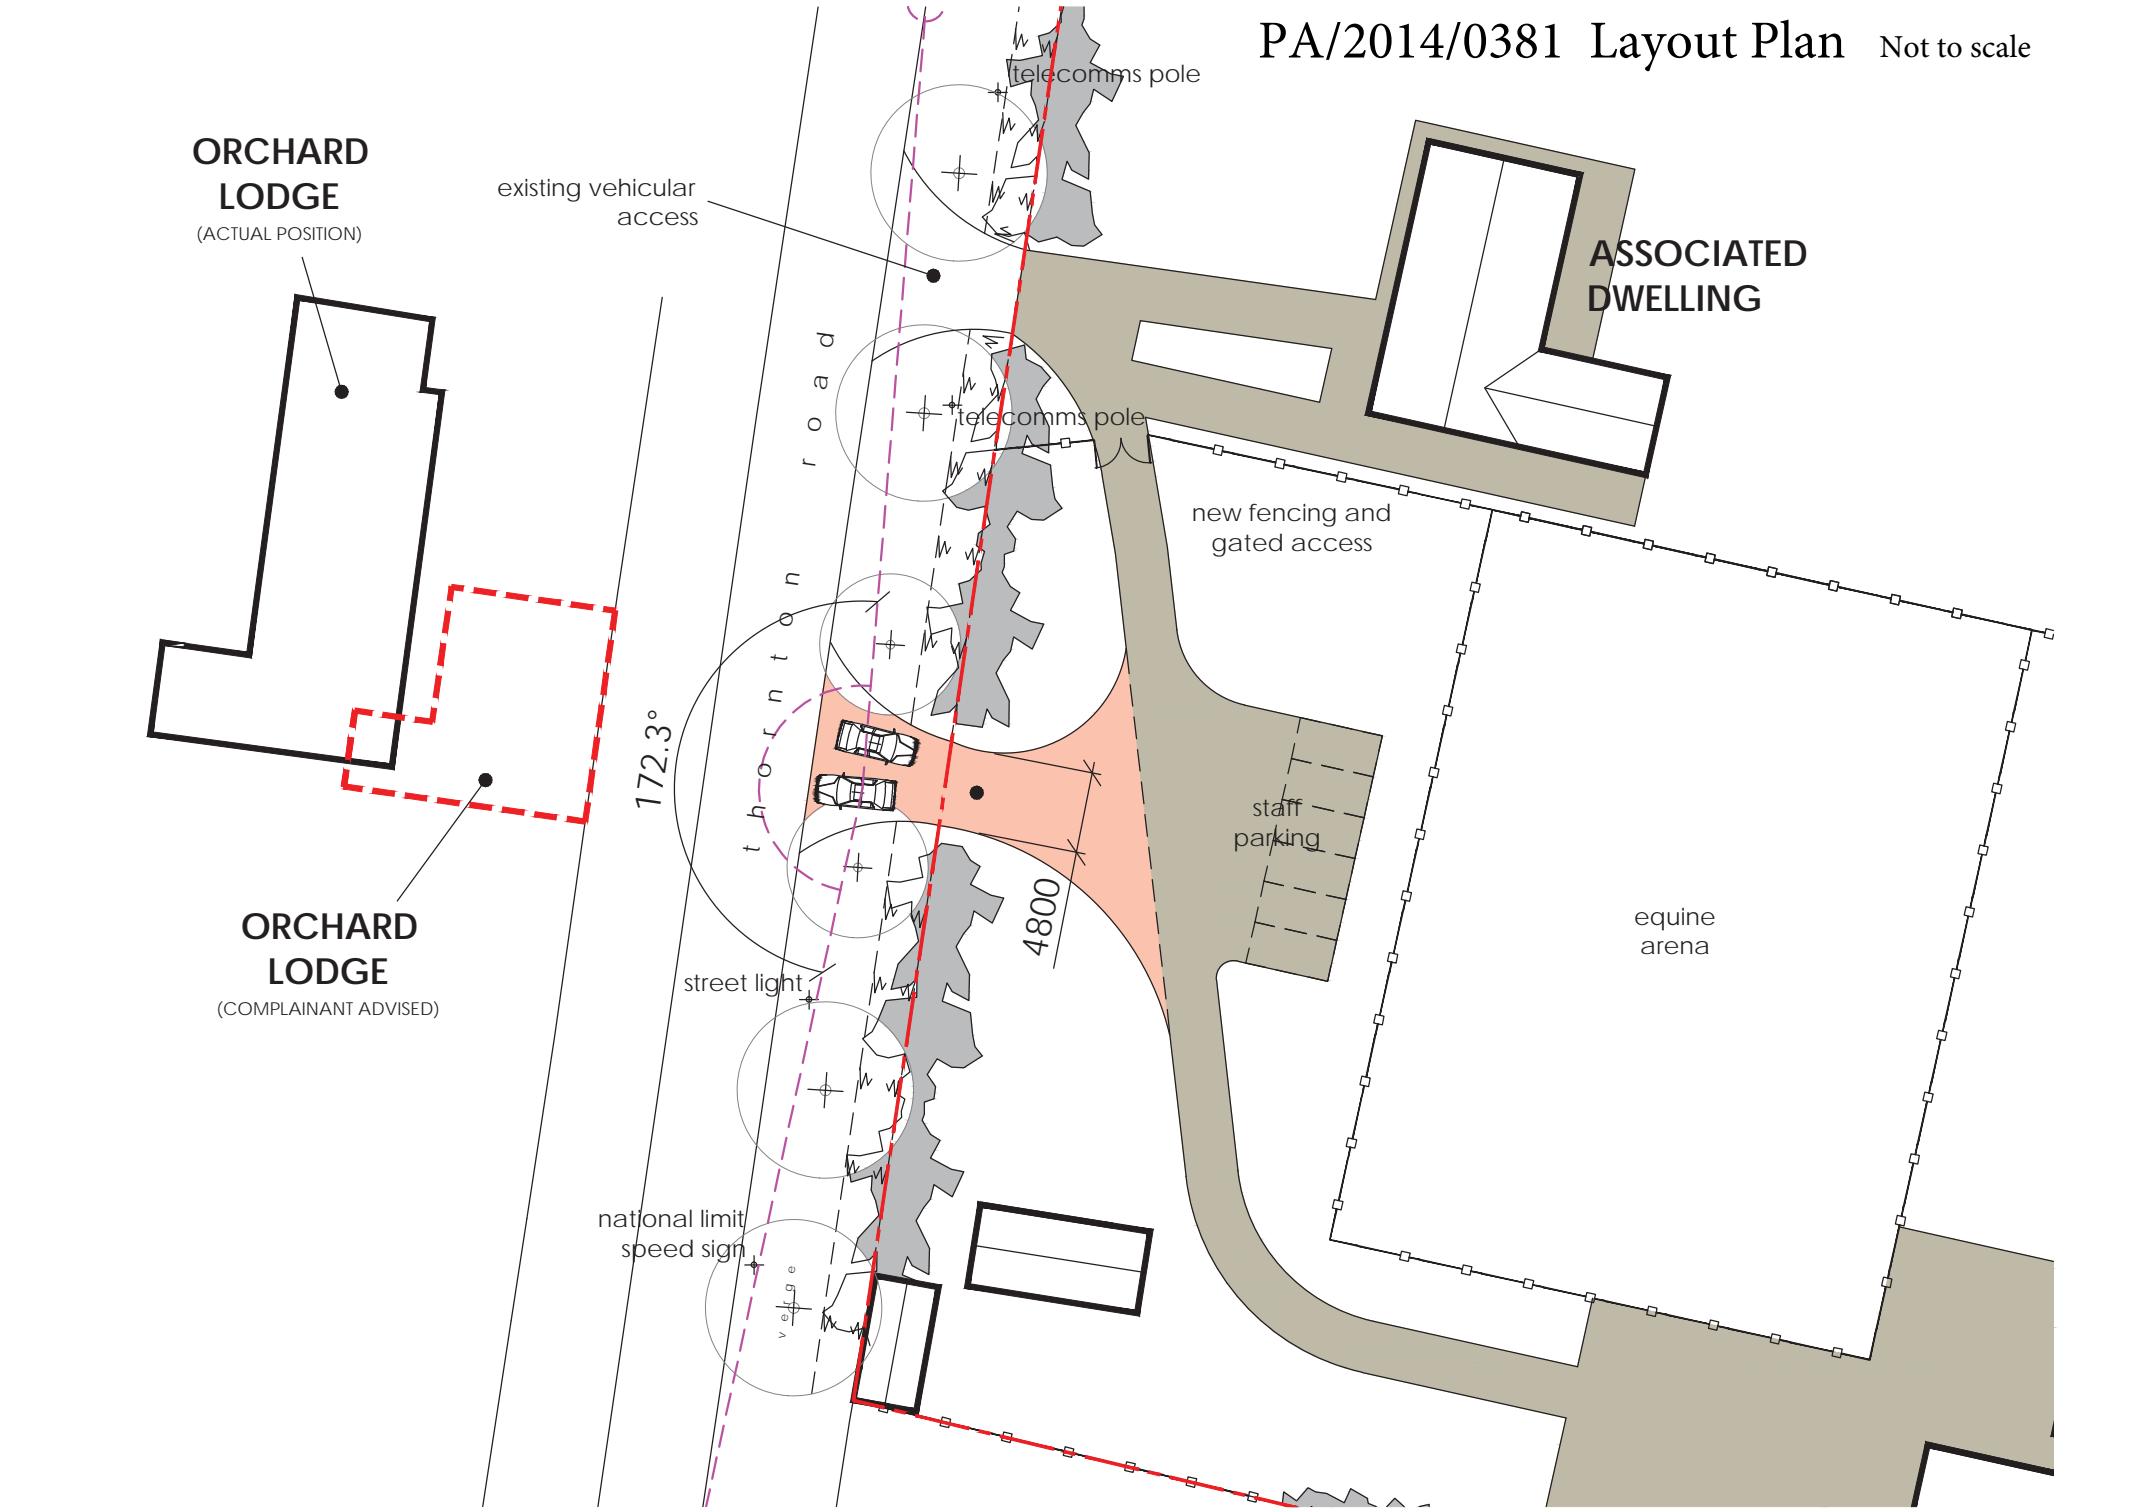 PA/2014/0381 Layout Plan Not to scale
telecomms pole
ORCHARD
LODGE
(ACTUAL POSITION)
existing vehicular
access
ASSOCIATED
DWELLING
thornton road
telecomms pole
new fencing and
gated access
172.3°
staff
parking
4800
equine
arena
ORCHARD
LODGE
(COMPLAINANT ADVISED)
street light
national limit
speed sign
verge